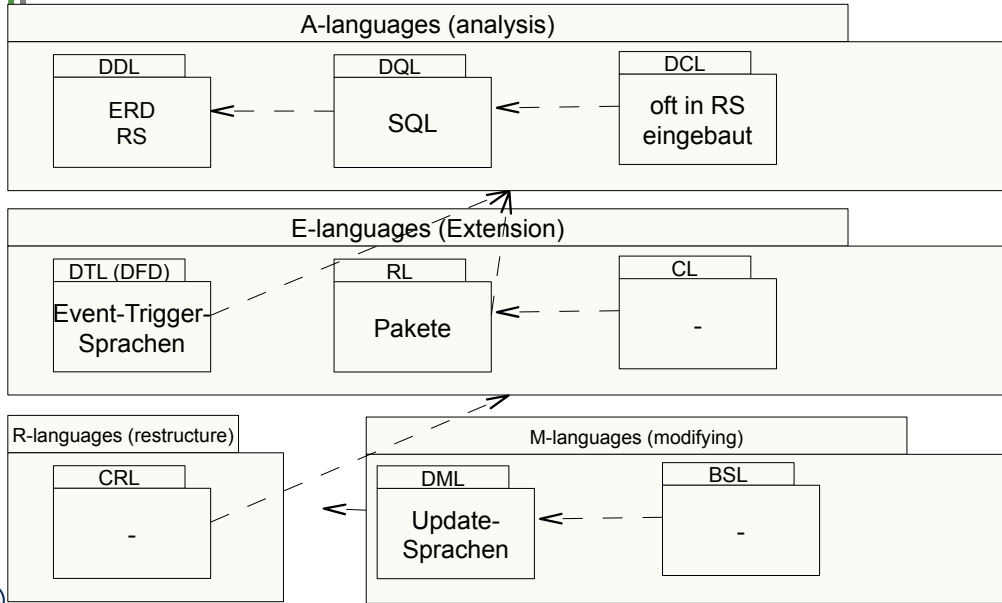 A-languages (analysis)
DDL
ERD
RS
DQL
SQL
DCL
oft in RS
eingebaut
E-languages (Extension)
DTL (DFD)
Event-Trigger-
Sprachen
RL
Pakete
CL
-
R-languages (restructure)
CRL
-
M-languages (modifying)
DML
Update-
Sprachen
BSL
-